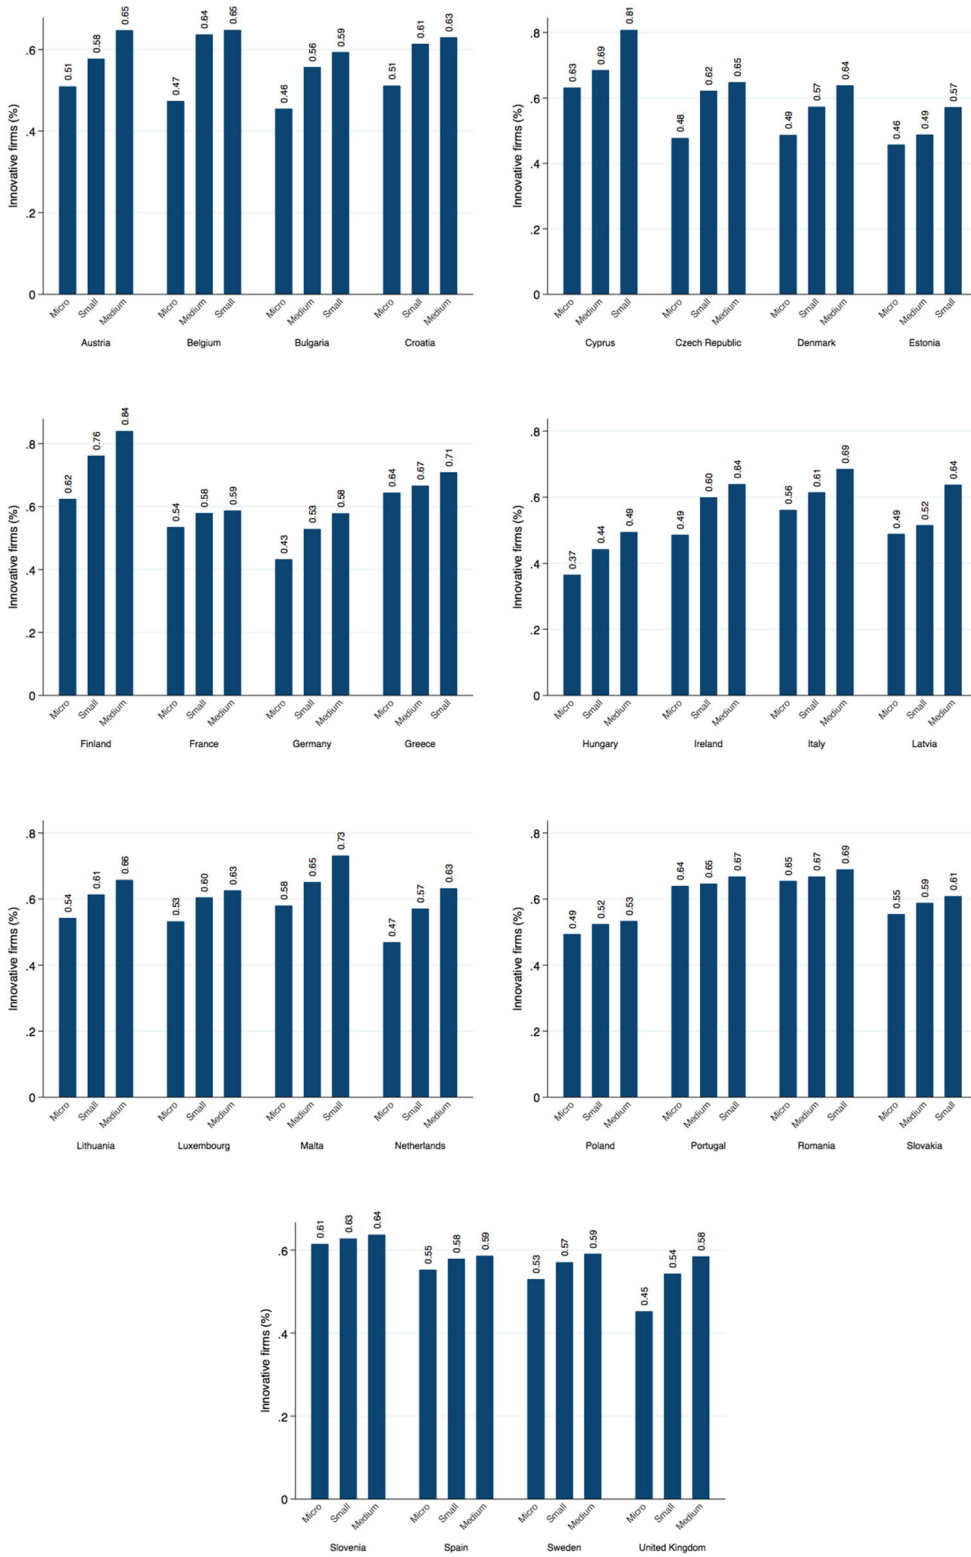 Innovative firms (%)
.6
.4
.2
0
0.51
0.58
0.65
0.47
0.64
0.65
0.46
0.56
0.59
0.51
0.61
0.63
Micro
Small
Medium
Micro
Medium
Small
Micro
Medium
Small
Micro
Small
Medium
Austria
Belgium
Bulgaria
Croatia
Innovative firms (%)
.8
.6
.4
.2
0
0.63
0.69
0.81
0.48
0.62
0.65
0.49
0.57
0.64
0.46
0.49
0.57
Micro
Medium
Small
Micro
Small
Medium
Micro
Small
Medium
Micro
Medium
Small
Cyprus
Czech Republic
Denmark
Estonia
Innovative firms (%)
.8
.6
.4
.2
0
0.62
0.76
0.84
0.54
0.58
0.59
0.43
0.53
0.58
0.64
0.67
0.71
Micro
Small
Medium
Micro
Small
Medium
Micro
Small
Medium
Micro
Medium
Small
Finland
France
Germany
Greece
Innovative firms (%)
.8
.6
.4
.2
0
0.37
0.44
0.49
0.49
0.60
0.64
0.56
0.61
0.69
0.49
0.52
0.64
Micro
Small
Medium
Micro
Small
Medium
Micro
Small
Medium
Micro
Small
Medium
Hungary
Ireland
Italy
Latvia
Innovative firms (%)
.8
.6
.4
.2
0
0.54
0.61
0.66
0.53
0.60
0.63
0.58
0.65
0.73
0.47
0.57
0.63
Micro
Small
Medium
Micro
Small
Medium
Micro
Medium
Small
Micro
Small
Medium
Lithuania
Luxembourg
Malta
Netherlands
Innovative firms (%)
.8
.6
.4
.2
0
0.49
0.52
0.53
0.64
0.65
0.67
0.65
0.67
0.69
0.55
0.59
0.61
Micro
Small
Medium
Micro
Medium
Small
Micro
Medium
Small
Micro
Medium
Small
Poland
Portugal
Romania
Slovakia
Innovative firms (%)
.6
.4
.2
0
0.61
0.63
0.64
0.55
0.58
0.59
0.53
0.57
0.59
0.45
0.54
0.58
Micro
Small
Medium
Micro
Small
Medium
Micro
Small
Medium
Micro
Small
Medium
Slovenia
Spain
Sweden
United Kingdom